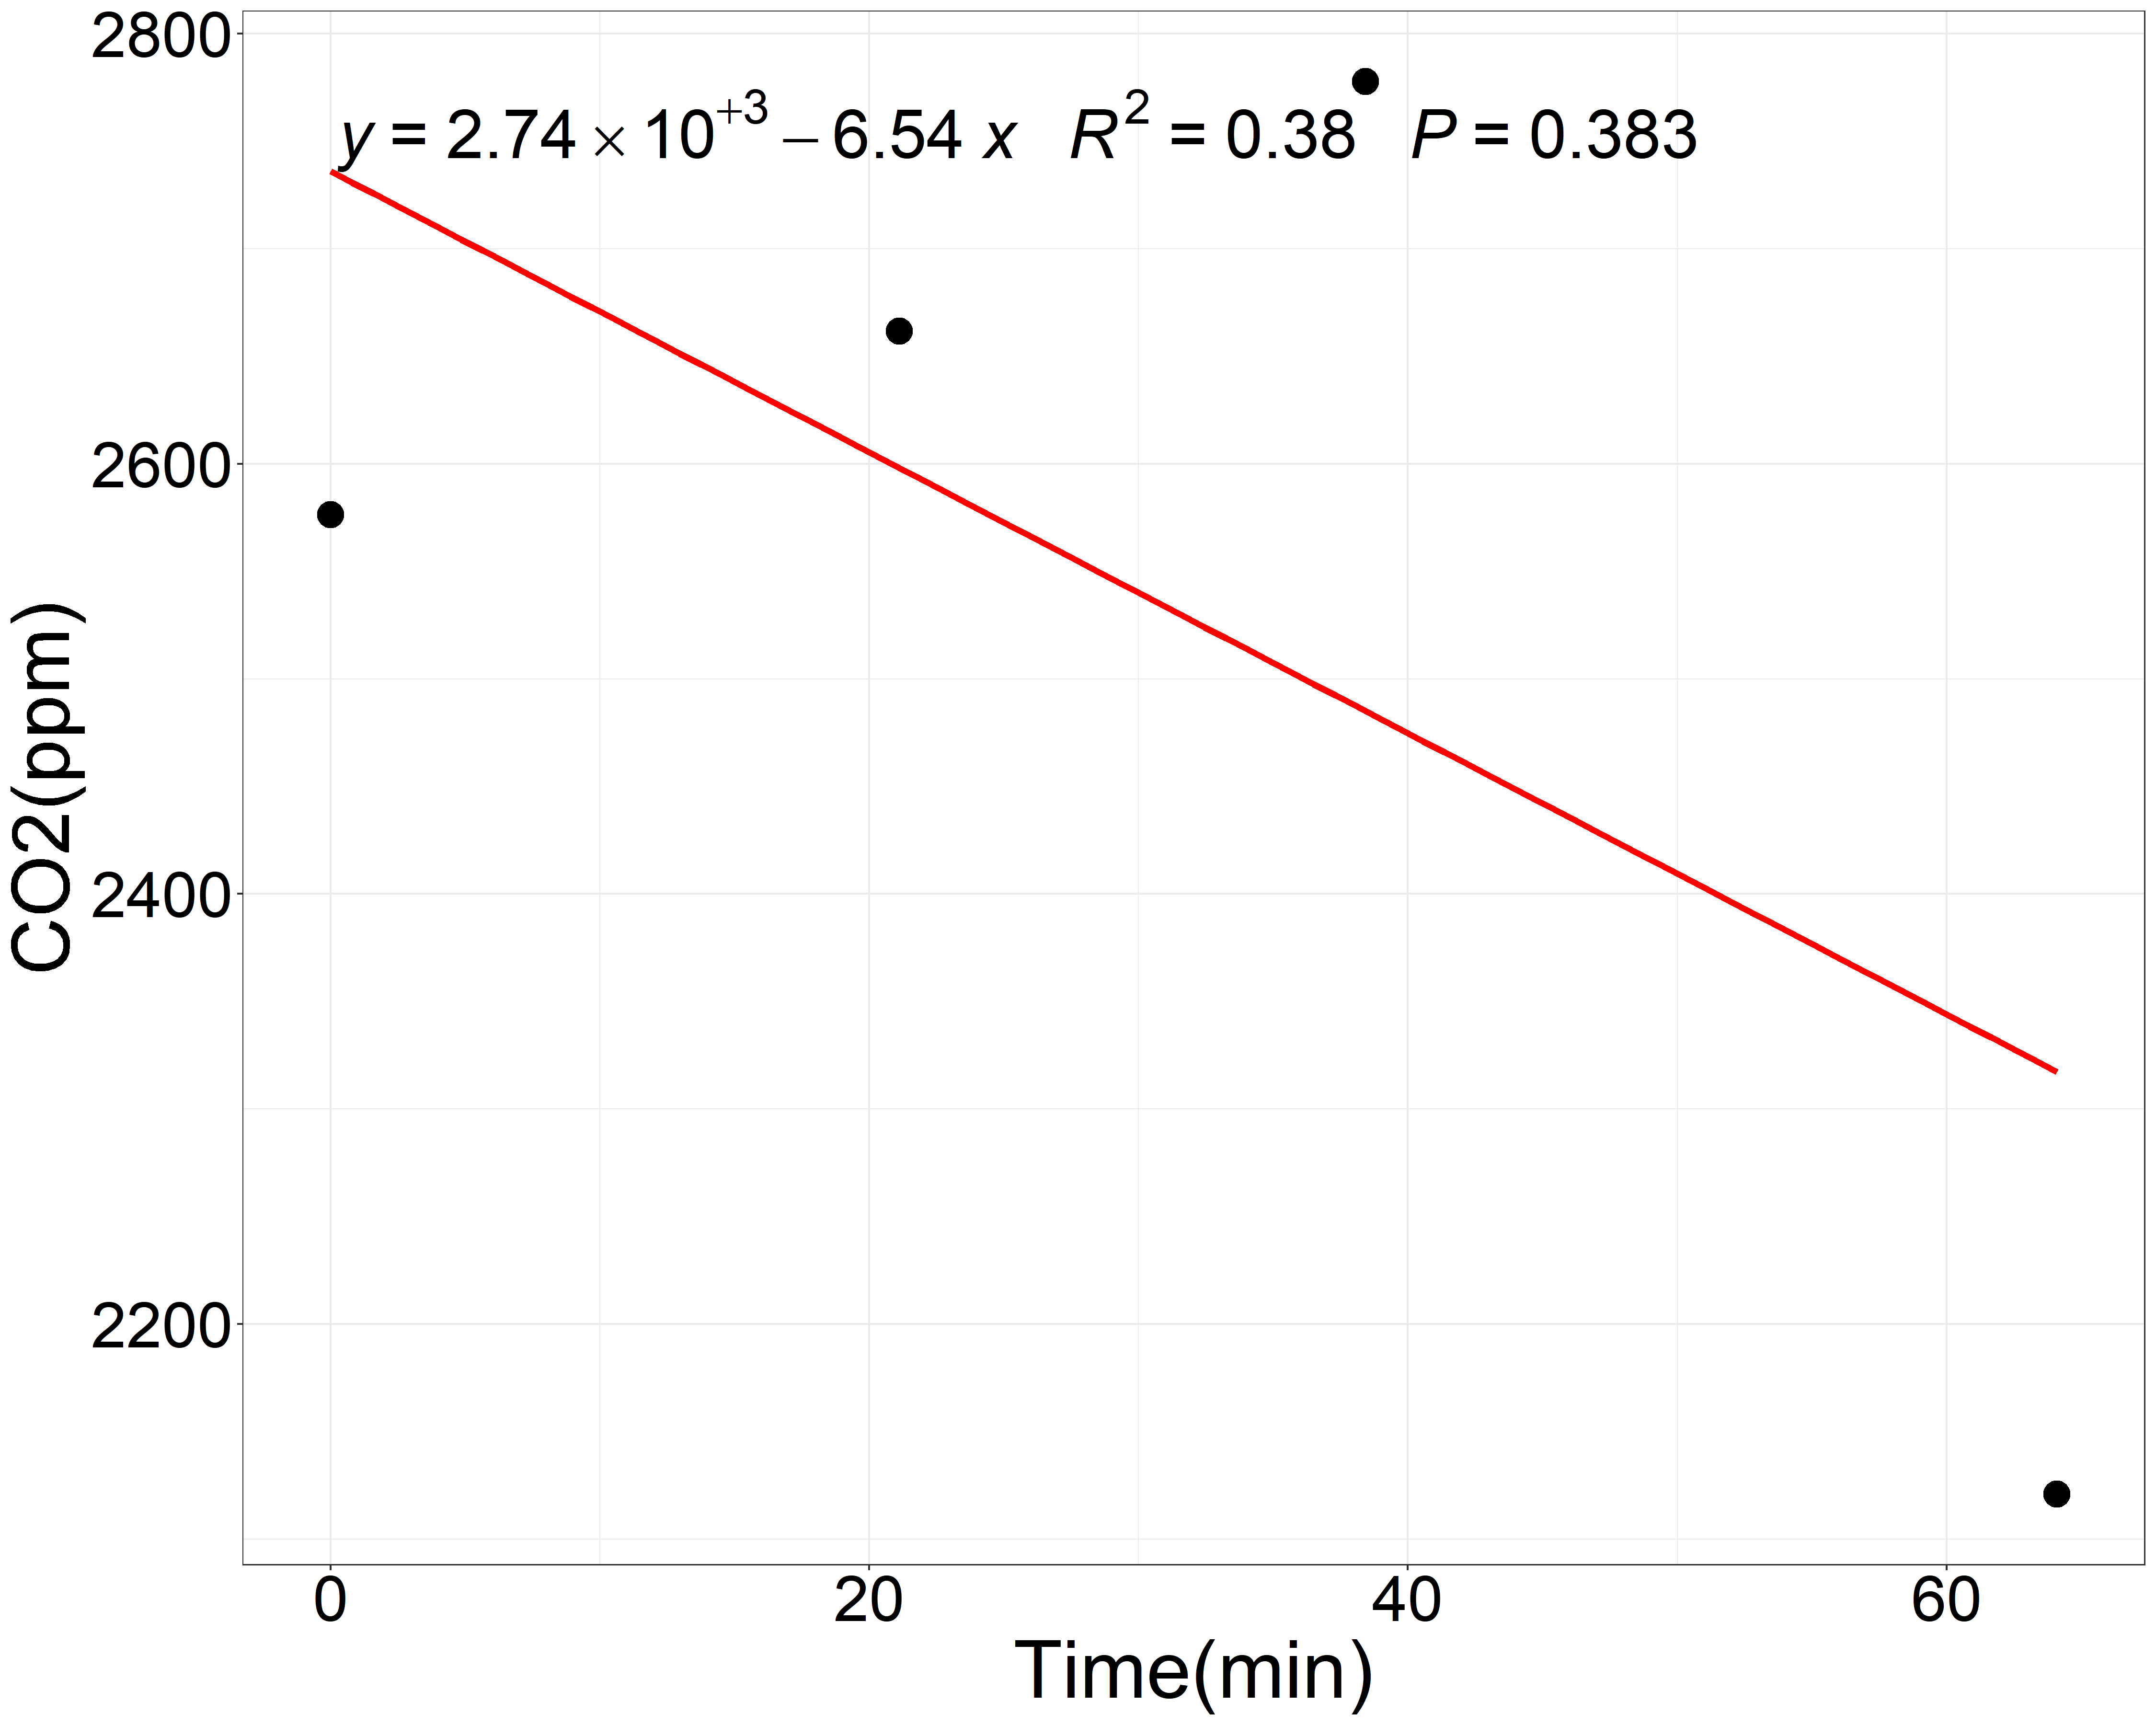 2800
y = 2.74 × 10⁺³ − 6.54 x R² = 0.38 P = 0.383
2600
CO2(ppm)
2400
2200
0 20 40 60
Time(min)